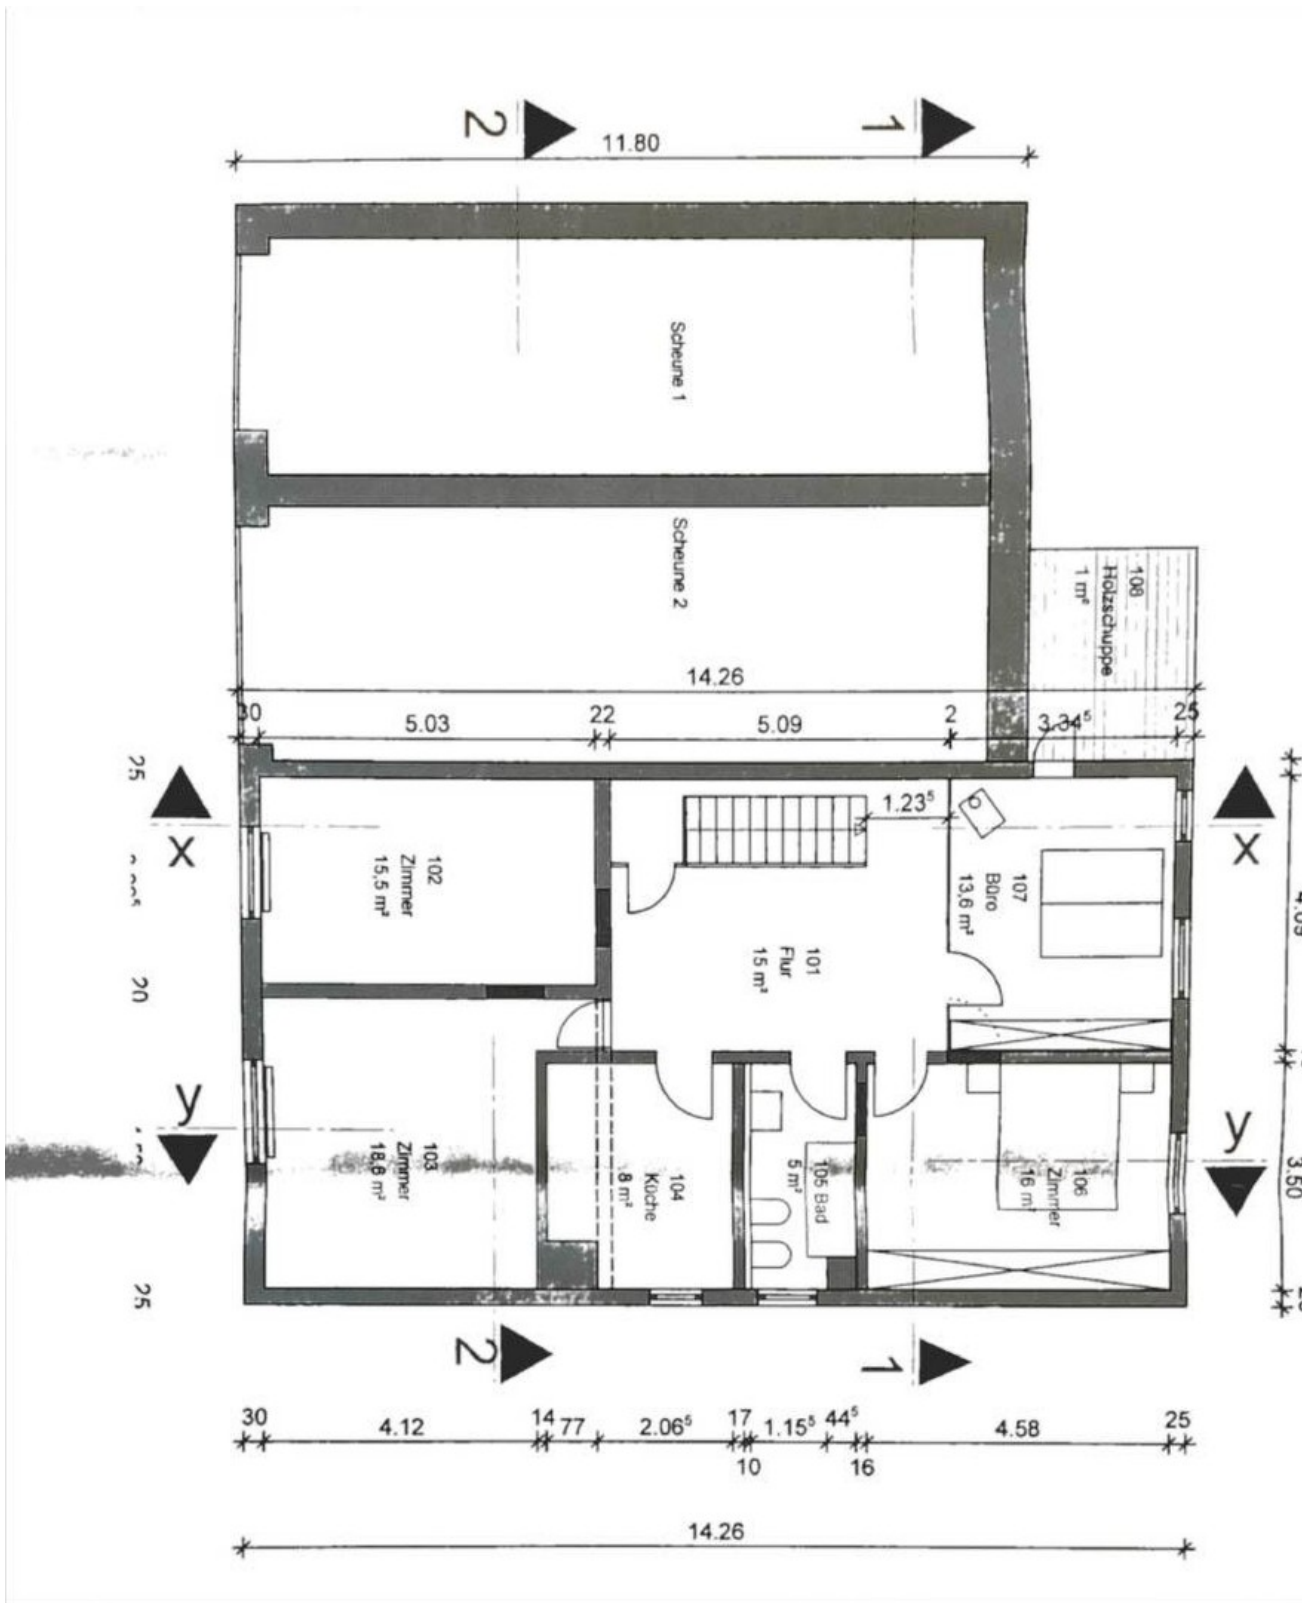 2
1
11.80
Scheune 1
Scheune 2
108
Holzschuppe
1 m²
14.26
30
5.03
22
5.09
2
3.34⁵
25
25
x
1.23⁵
x
102
Zimmer
15,5 m²
107
Büro
13,6 m²
101
Flur
15 m²
20
y
y
103
Zimmer
18,6 m²
104
Küche
8 m²
105 Bad
5 m²
106
Zimmer
16 m²
3.50
25
2
1
30
4.12
14
77
2.06⁵
17
10
1.15⁵
44⁵
16
4.58
25
14.26